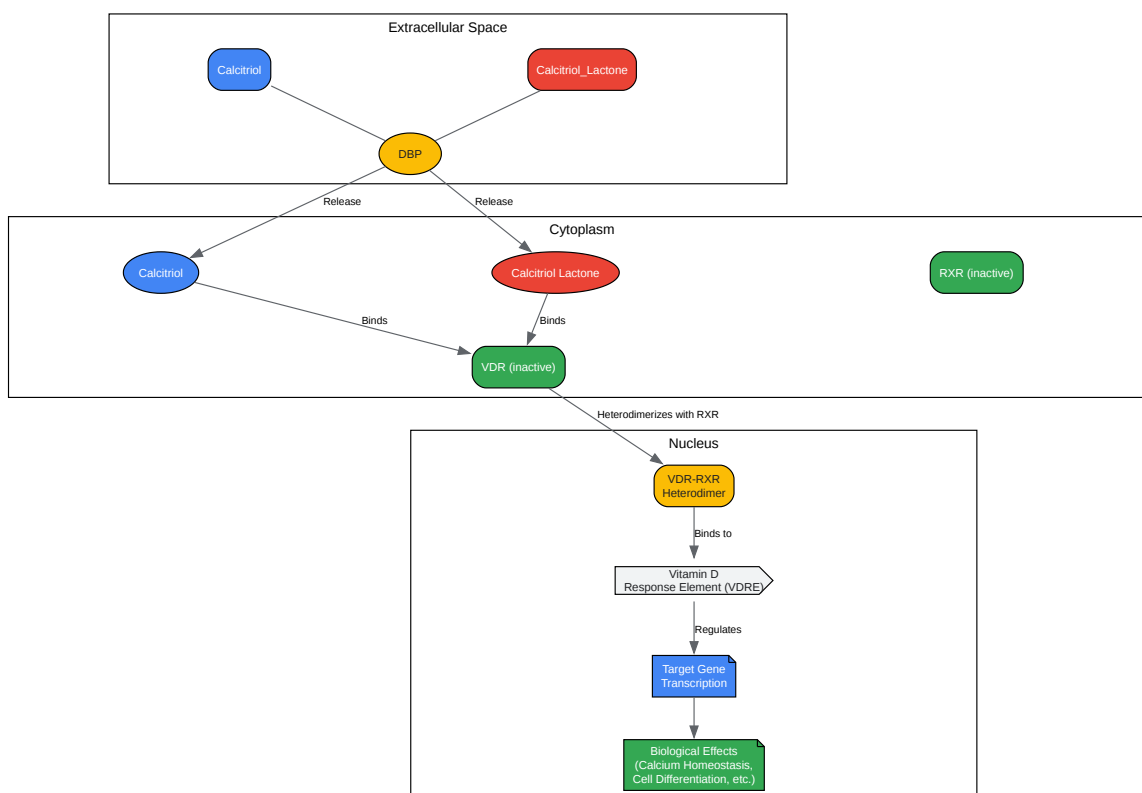 Extracellular Space
Calcitriol
Calcitriol_Lactone
DBP
Release
Release
Cytoplasm
Calcitriol
Calcitriol Lactone
RXR (inactive)
Binds
Binds
VDR (inactive)
Heterodimerizes with RXR
Nucleus
VDR-RXR
Heterodimer
Binds to
Vitamin D
Response Element (VDRE)
Regulates
Target Gene
Transcription
Biological Effects
(Calcium Homeostasis,
Cell Differentiation, etc.)